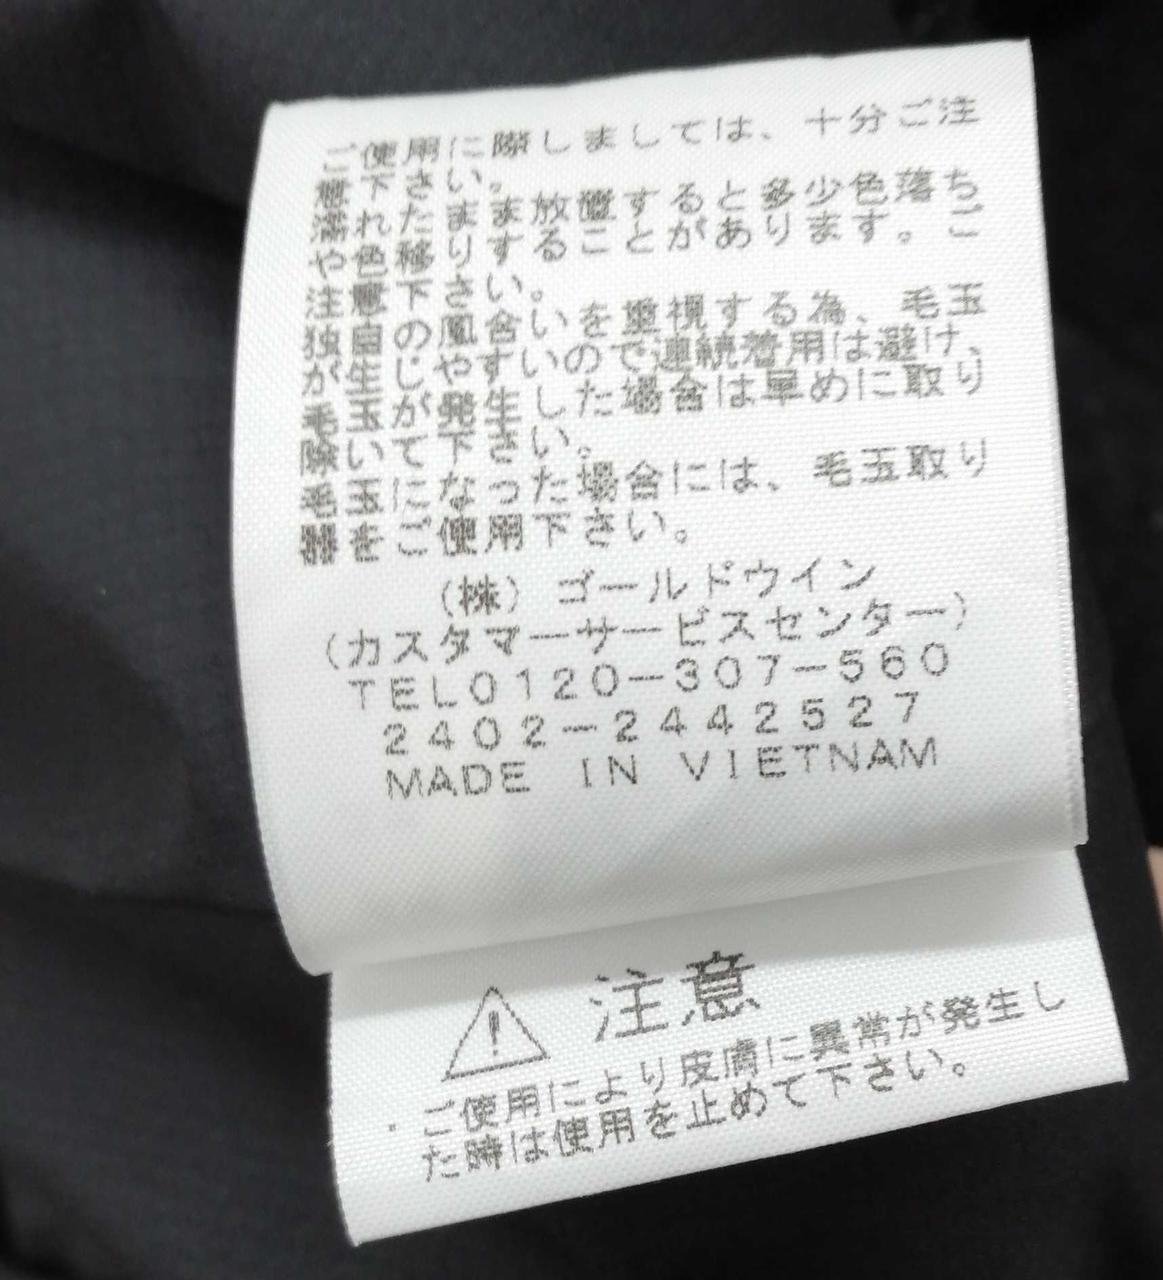 ご使用に際しましては、十分ご注
意下さい。
濡れたまま放置すると多少色落ち
や色移りすることがあります。ご
注意下さい。
独自の風合いを重視する為、毛玉
が生じやすいので連続着用は避け、
毛玉が発生した場合は早めに取り
除いて下さい。
毛玉になった場合には、毛玉取り
器をご使用下さい。
(株) ゴールドウイン
(カスタマーサービスセンター)
TEL0120-307-560
2402-2442527
MADE IN VIETNAM
注意
・ご使用により皮膚に異常が発生し
た時は使用を止めて下さい。